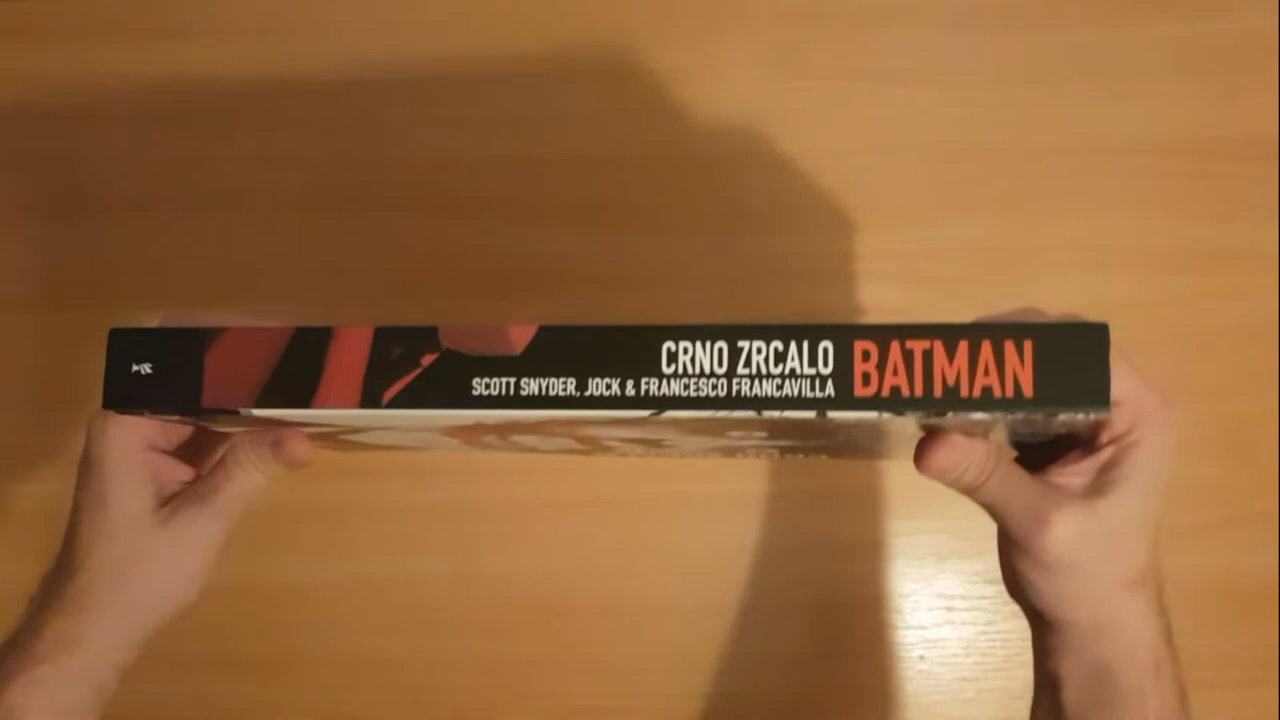 CRNO ZRCALO
SCOTT SNYDER, JOCK & FRANCESCO FRANCAVILLA
BATMAN